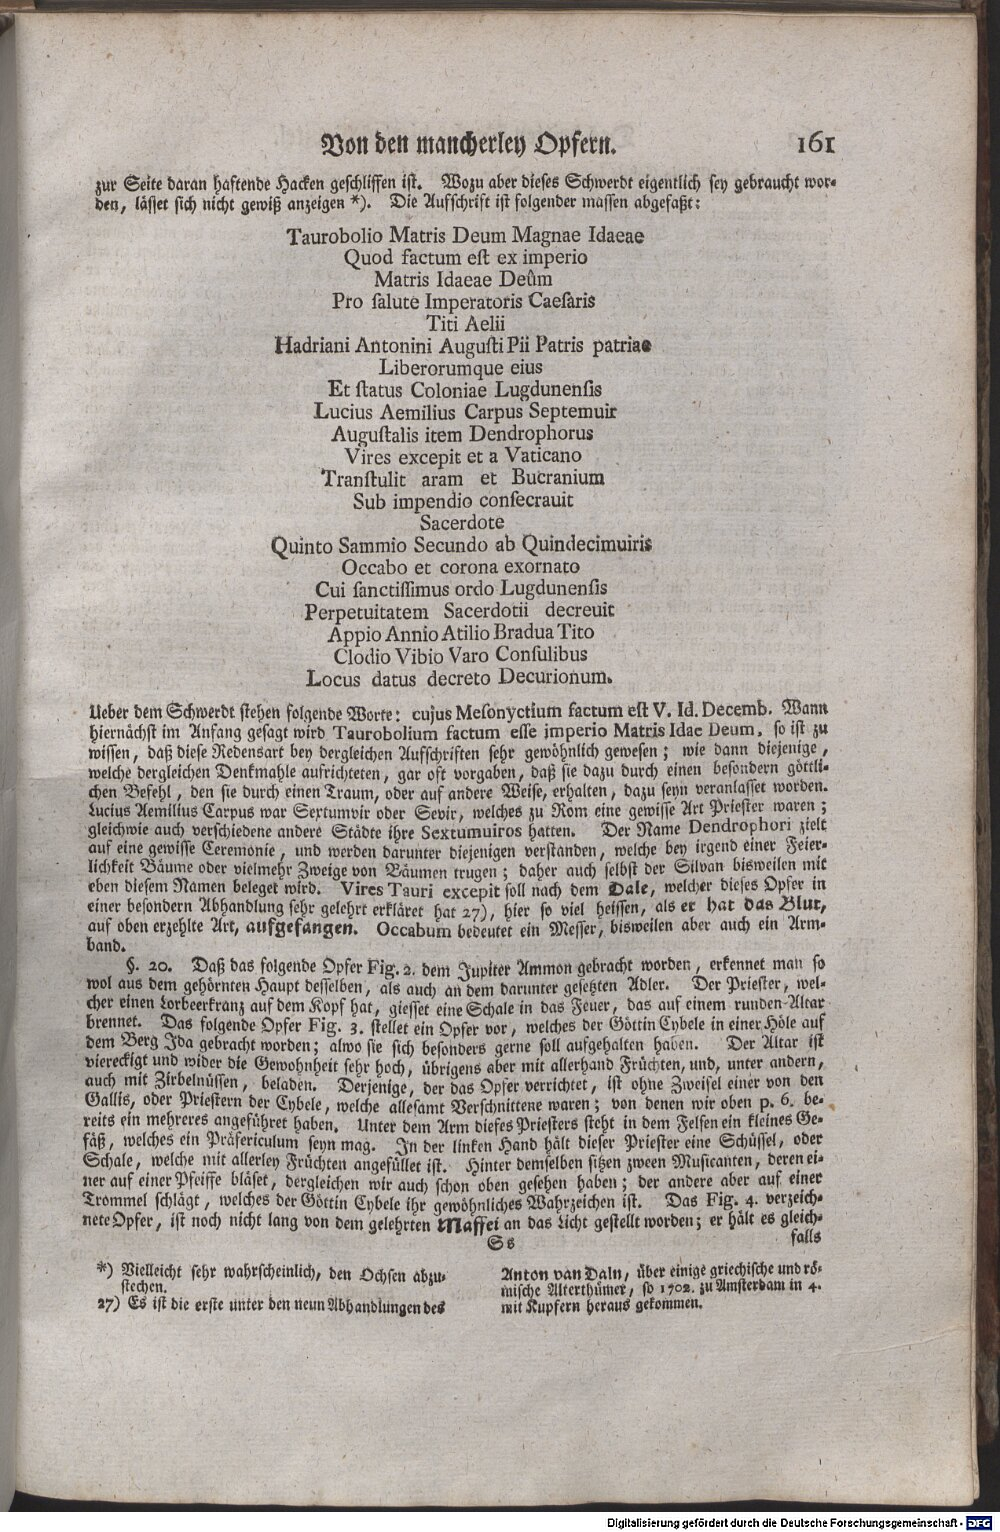 Von den mancherley Opfern. 161
zur Seite daran haftende Hacken geschliffen ist. Wozu aber dieses Schwerdt eigentlich sey gebraucht wor-
den, lässet sich nicht gewiß anzeigen *). Die Aufschrift ist folgender massen abgefaßt:
Taurobolio Matris Deum Magnae Idaeae
Quod factum est ex imperio
Matris Idaeae Deûm
Pro salute Imperatoris Caesaris
Titi Aelii
Hadriani Antonini Augusti Pii Patris patriae
Liberorumque eius
Et status Coloniae Lugdunensis
Lucius Aemilius Carpus Septemuir
Augustalis item Dendrophorus
Vires excepit et a Vaticano
Transtulit aram et Bucranium
Sub impendio consecrauit
Sacerdote
Quinto Sammio Secundo ab Quindecimuiris
Occabo et corona exornato
Cui sanctissimus ordo Lugdunensis
Perpetuitatem Sacerdotii decreuit
Appio Annio Atilio Bradua Tito
Clodio Vibio Varo Consulibus
Locus datus decreto Decurionum.
Ueber dem Schwerdt stehen folgende Worte: cujus Mesonyctium factum est V. Id. Decemb. Wann
hiernächst im Anfang gesagt wird Taurobolium factum esse imperio Matris Idae Deum, so ist zu
wissen, daß diese Redensart bey dergleichen Aufschriften sehr gewöhnlich gewesen; wie dann diejenige,
welche dergleichen Denkmahle aufrichteten, gar oft vorgaben, daß sie dazu durch einen besondern göttli-
chen Befehl, den sie durch einen Traum, oder auf andere Weise, erhalten, dazu seyn veranlasset worden.
Lucius Aemilius Carpus war Sextumvir oder Sevir, welches zu Rom eine gewisse Art Priester waren;
gleichwie auch verschiedene andere Städte ihre Sextumuiros hatten. Der Name Dendrophori zielt
auf eine gewisse Ceremonie, und werden darunter diejenigen verstanden, welche bey irgend einer Feier-
lichkeit Bäume oder vielmehr Zweige von Bäumen trugen; daher auch selbst der Silvan bisweilen mit
eben diesem Namen beleget wird. Vires Tauri excepit soll nach dem Dale, welcher dieses Opfer in
einer besondern Abhandlung sehr gelehrt erkläret hat 27), hier so viel heissen, als er hat das Blut,
auf oben erzehlte Art, aufgefangen. Occabum bedeutet ein Messer, bisweilen aber auch ein Arm-
band.
§. 20. Daß das folgende Opfer Fig. 2. dem Jupiter Ammon gebracht worden, erkennet man so
wol aus dem gehörnten Haupt desselben, als auch an dem darunter gesetzten Adler. Der Priester, wel-
cher einen Lorbeerkranz auf dem Kopf hat, giesset eine Schale in das Feuer, das auf einem runden Altar
brennet. Das folgende Opfer Fig. 3. stellet ein Opfer vor, welches der Göttin Cybele in einer Höle auf
dem Berg Ida gebracht worden; alwo sie sich besonders gerne soll aufgehalten haben. Der Altar ist
viereckigt und wider die Gewohnheit sehr hoch, übrigens aber mit allerhand Früchten, und, unter andern,
auch mit Zirbelnüssen, beladen. Derjenige, der das Opfer verrichtet, ist ohne Zweifel einer von den
Gallis, oder Priestern der Cybele, welche allesamt Verschnittene waren; von denen wir oben p. 6. be-
reits ein mehreres angeführet haben. Unter dem Arm dieses Priesters steht in dem Felsen ein kleines Ge-
fäß, welches ein Präfericulum seyn mag. In der linken Hand hält dieser Priester eine Schüssel, oder
Schale, welche mit allerley Früchten angefüllet ist. Hinter demselben sitzen zween Musicanten, deren ei-
ner auf einer Pfeiffe bläset, dergleichen wir auch schon oben gesehen haben; der andere aber auf einer
Trommel schlägt, welches der Göttin Cybele ihr gewöhnliches Wahrzeichen ist. Das Fig. 4. verzeich-
nete Opfer, ist noch nicht lang von dem gelehrten Maffei an das Licht gestellt worden; er hält es gleich-
Ss falls
*) Vielleicht sehr wahrscheinlich, den Ochsen abzu-
stechen.
27) Es ist die erste unter den neun Abhandlungen des
Anton van Daln, über einige griechische und rö-
mische Alterthümer, so 1702. zu Amsterdam in 4.
mit Kupfern heraus gekommen.
Digitalisierung gefördert durch die Deutsche Forschungsgemeinschaft - DFG